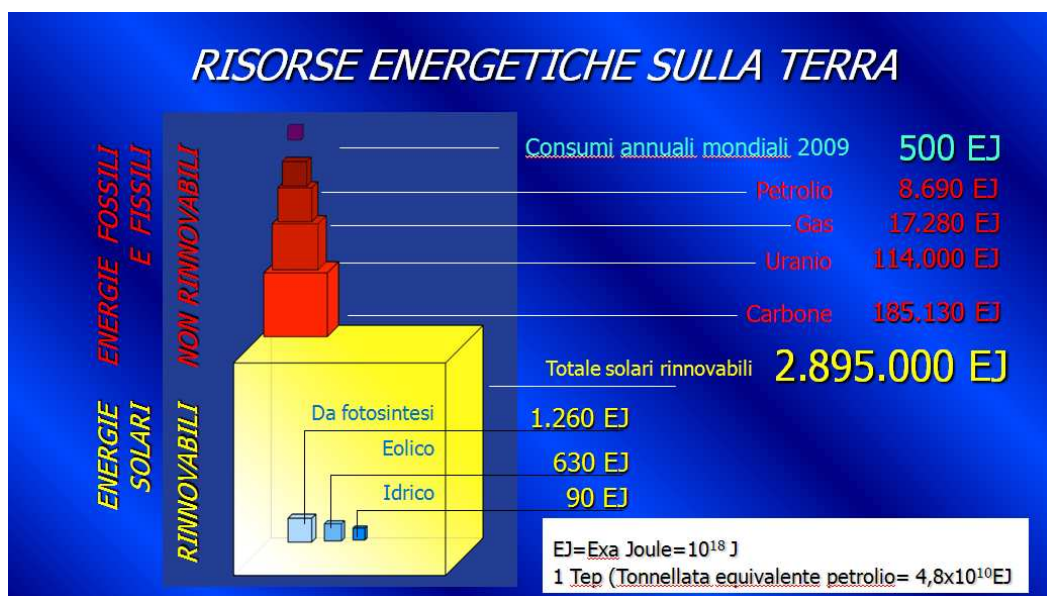 RISORSE ENERGETICHE SULLA TERRA
ENERGIE FOSSILI
E FISSILI
NON RINNOVABILI
Consumi annuali mondiali 2009 500 EJ
Petrolio 8.690 EJ
Gas 17.280 EJ
Uranio 114.000 EJ
Carbone 185.130 EJ
ENERGIE
SOLARI
RINNOVABILI
Totale solari rinnovabili 2.895.000 EJ
Da fotosintesi 1.260 EJ
Eolico 630 EJ
Idrico 90 EJ
EJ=Exa Joule=10¹⁸ J
1 Tep (Tonnellata equivalente petrolio= 4,8x10¹⁰EJ